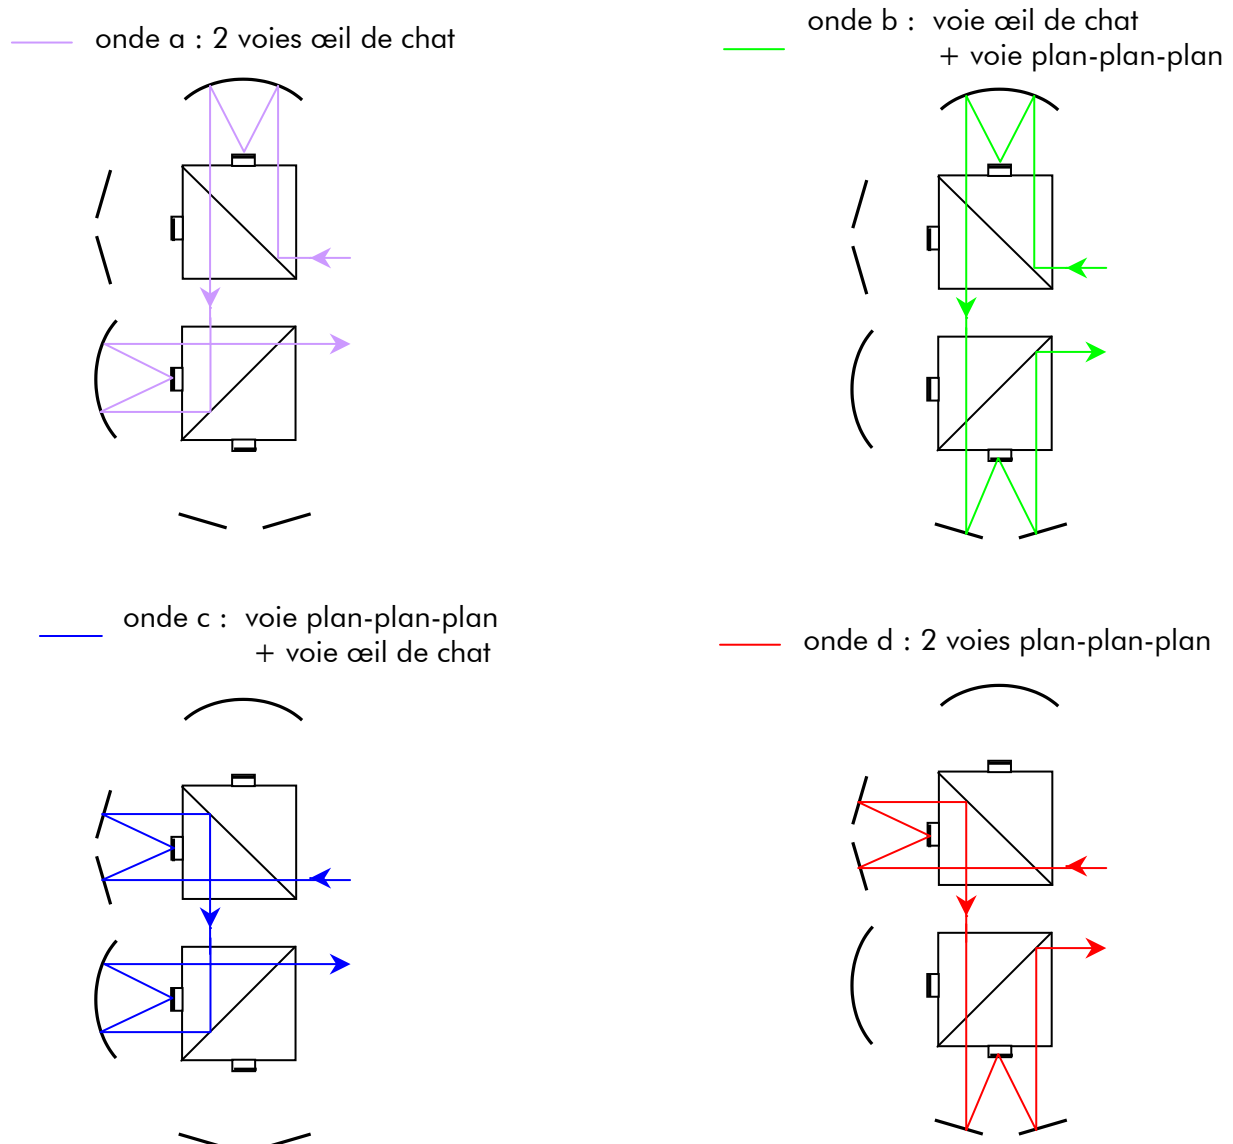 onde a : 2 voies œil de chat
onde b : voie œil de chat
+ voie plan-plan-plan
onde c : voie plan-plan-plan
+ voie œil de chat
onde d : 2 voies plan-plan-plan